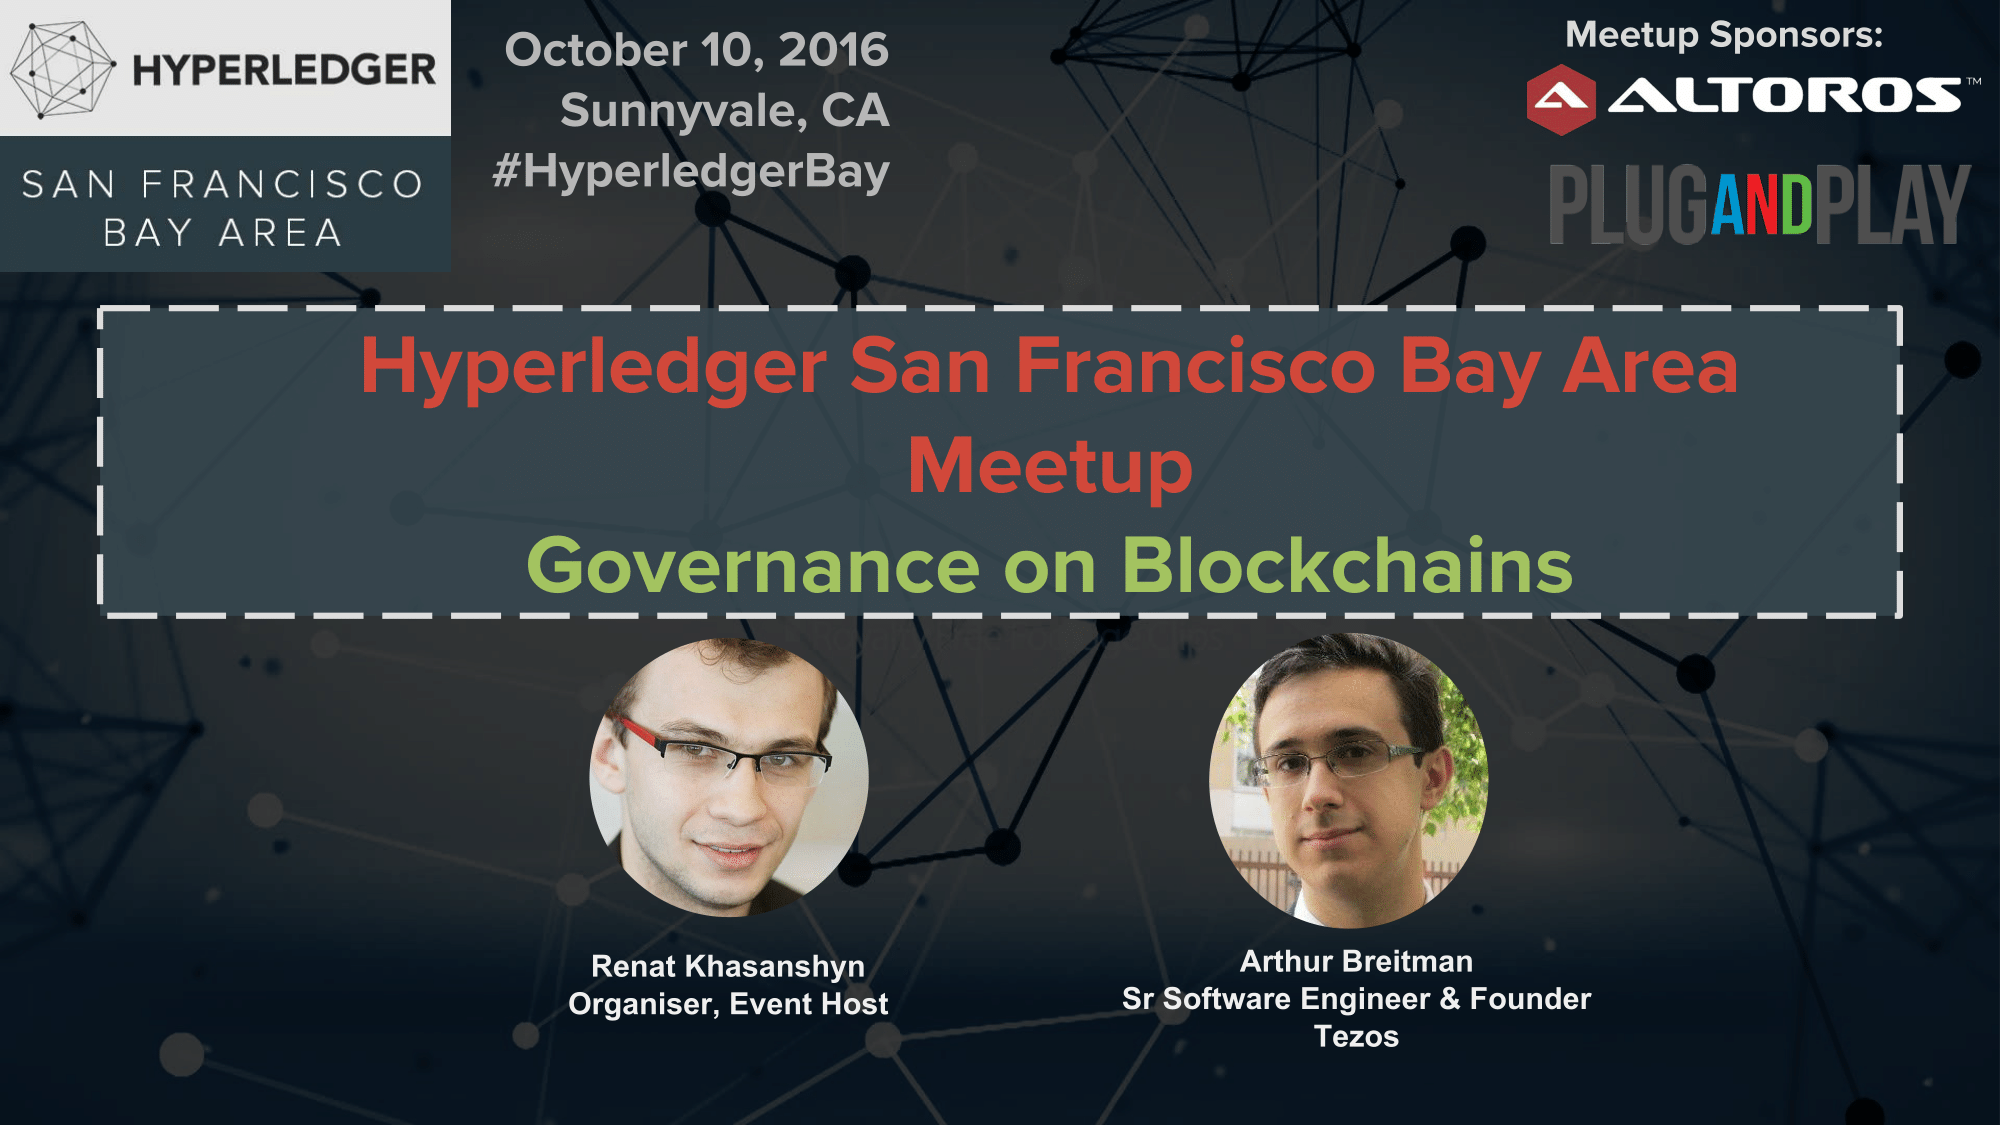 HYPERLEDGER
SAN FRANCISCO
BAY AREA
October 10, 2016
Sunnyvale, CA
#HyperledgerBay
Meetup Sponsors:
ALTOROS™
PLUGANDPLAY
Hyperledger San Francisco Bay Area
Meetup
Governance on Blockchains
Renat Khasanshyn
Organiser, Event Host
Arthur Breitman
Sr Software Engineer & Founder
Tezos